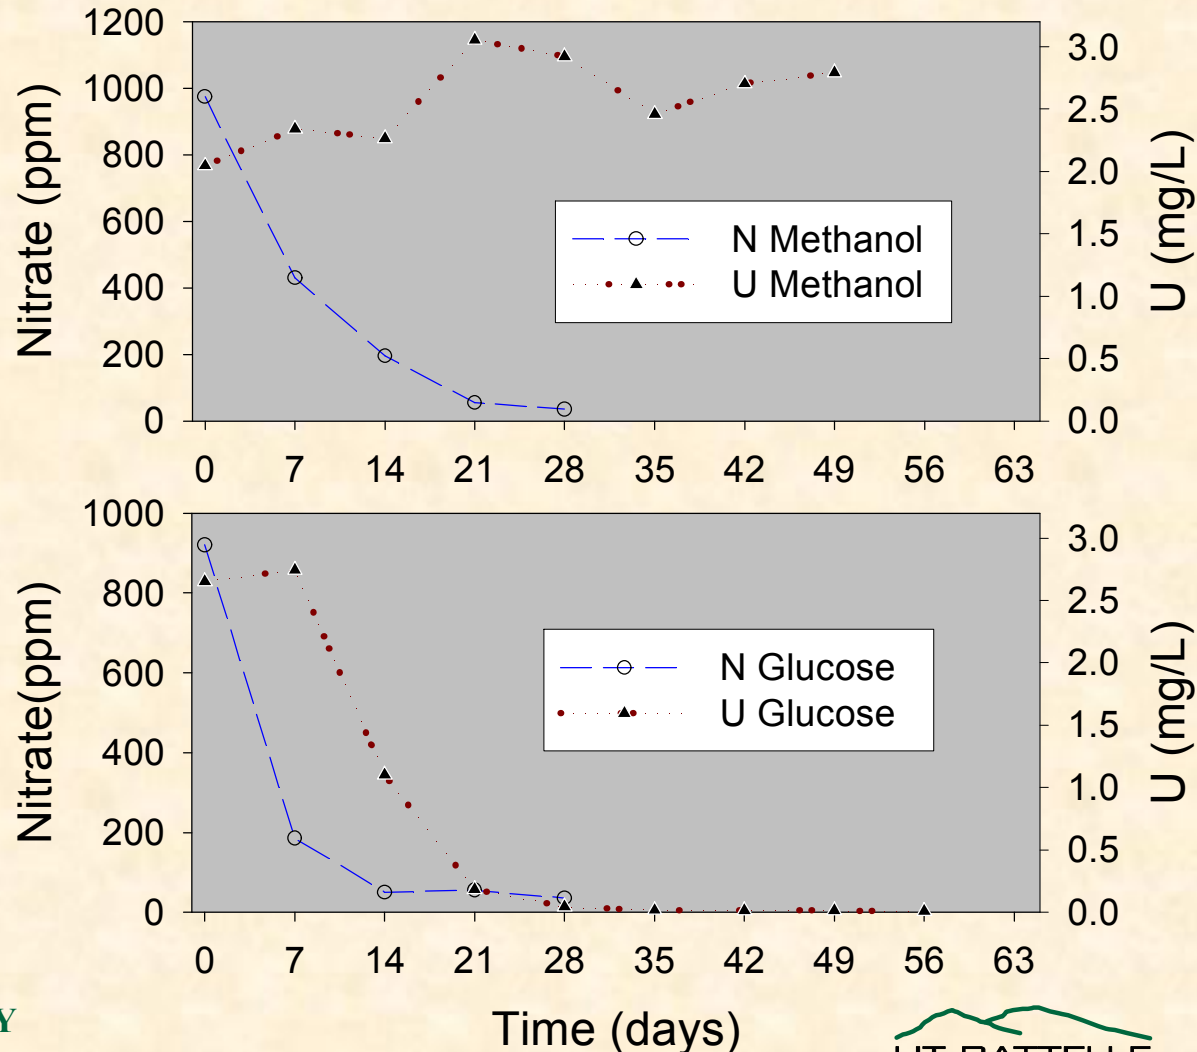 Nitrate (ppm)
1200
1000
800
600
400
200
0
3.0
2.5
2.0
1.5
1.0
0.5
0.0
U (mg/L)
N Methanol
U Methanol
0 7 14 21 28 35 42 49 56 63
Nitrate(ppm)
1000
800
600
400
200
0
3.0
2.5
2.0
1.5
1.0
0.5
0.0
U (mg/L)
N Glucose
U Glucose
0 7 14 21 28 35 42 49 56 63
Time (days)
Y
UT-BATTELLE